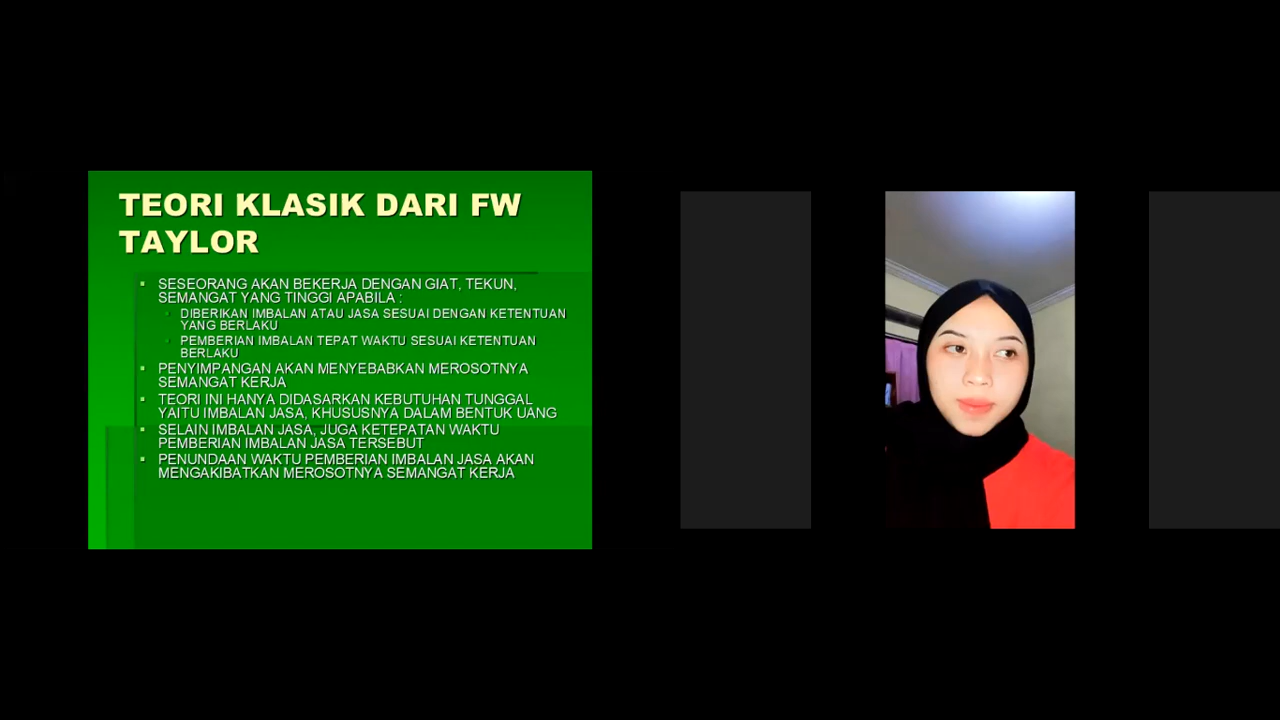 TEORI KLASIK DARI FW
TAYLOR
SESEORANG AKAN BEKERJA DENGAN GIAT, TEKUN,
SEMANGAT YANG TINGGI APABILA :
DIBERIKAN IMBALAN ATAU JASA SESUAI DENGAN KETENTUAN
YANG BERLAKU
PEMBERIAN IMBALAN TEPAT WAKTU SESUAI KETENTUAN
BERLAKU
PENYIMPANGAN AKAN MENYEBABKAN MEROSOTNYA
SEMANGAT KERJA
TEORI INI HANYA DIDASARKAN KEBUTUHAN TUNGGAL
YAITU IMBALAN JASA, KHUSUSNYA DALAM BENTUK UANG
SELAIN IMBALAN JASA, JUGA KETEPATAN WAKTU
PEMBERIAN IMBALAN JASA TERSEBUT
PENUNDAAN WAKTU PEMBERIAN IMBALAN JASA AKAN
MENGAKIBATKAN MEROSOTNYA SEMANGAT KERJA